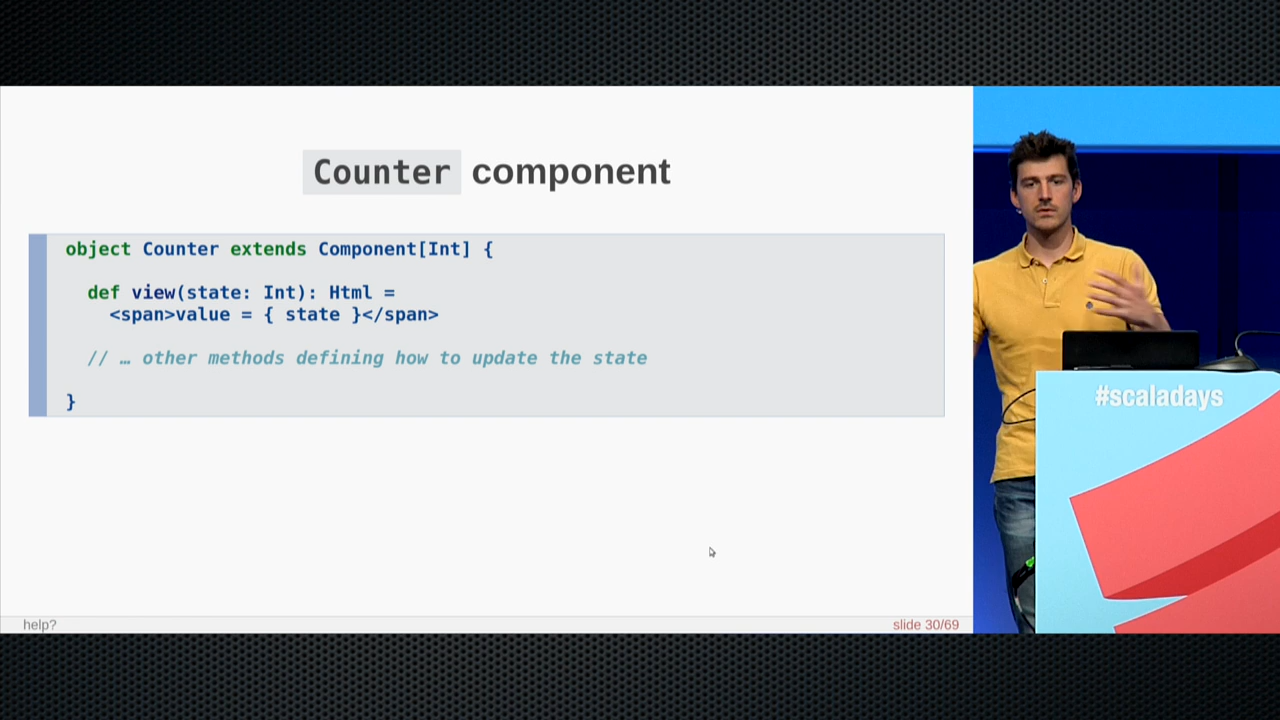 Counter component
object Counter extends Component[Int] {
def view(state: Int): Html =
<span>value = { state }</span>
// … other methods defining how to update the state
}
help?
slide 30/69
#scaladays